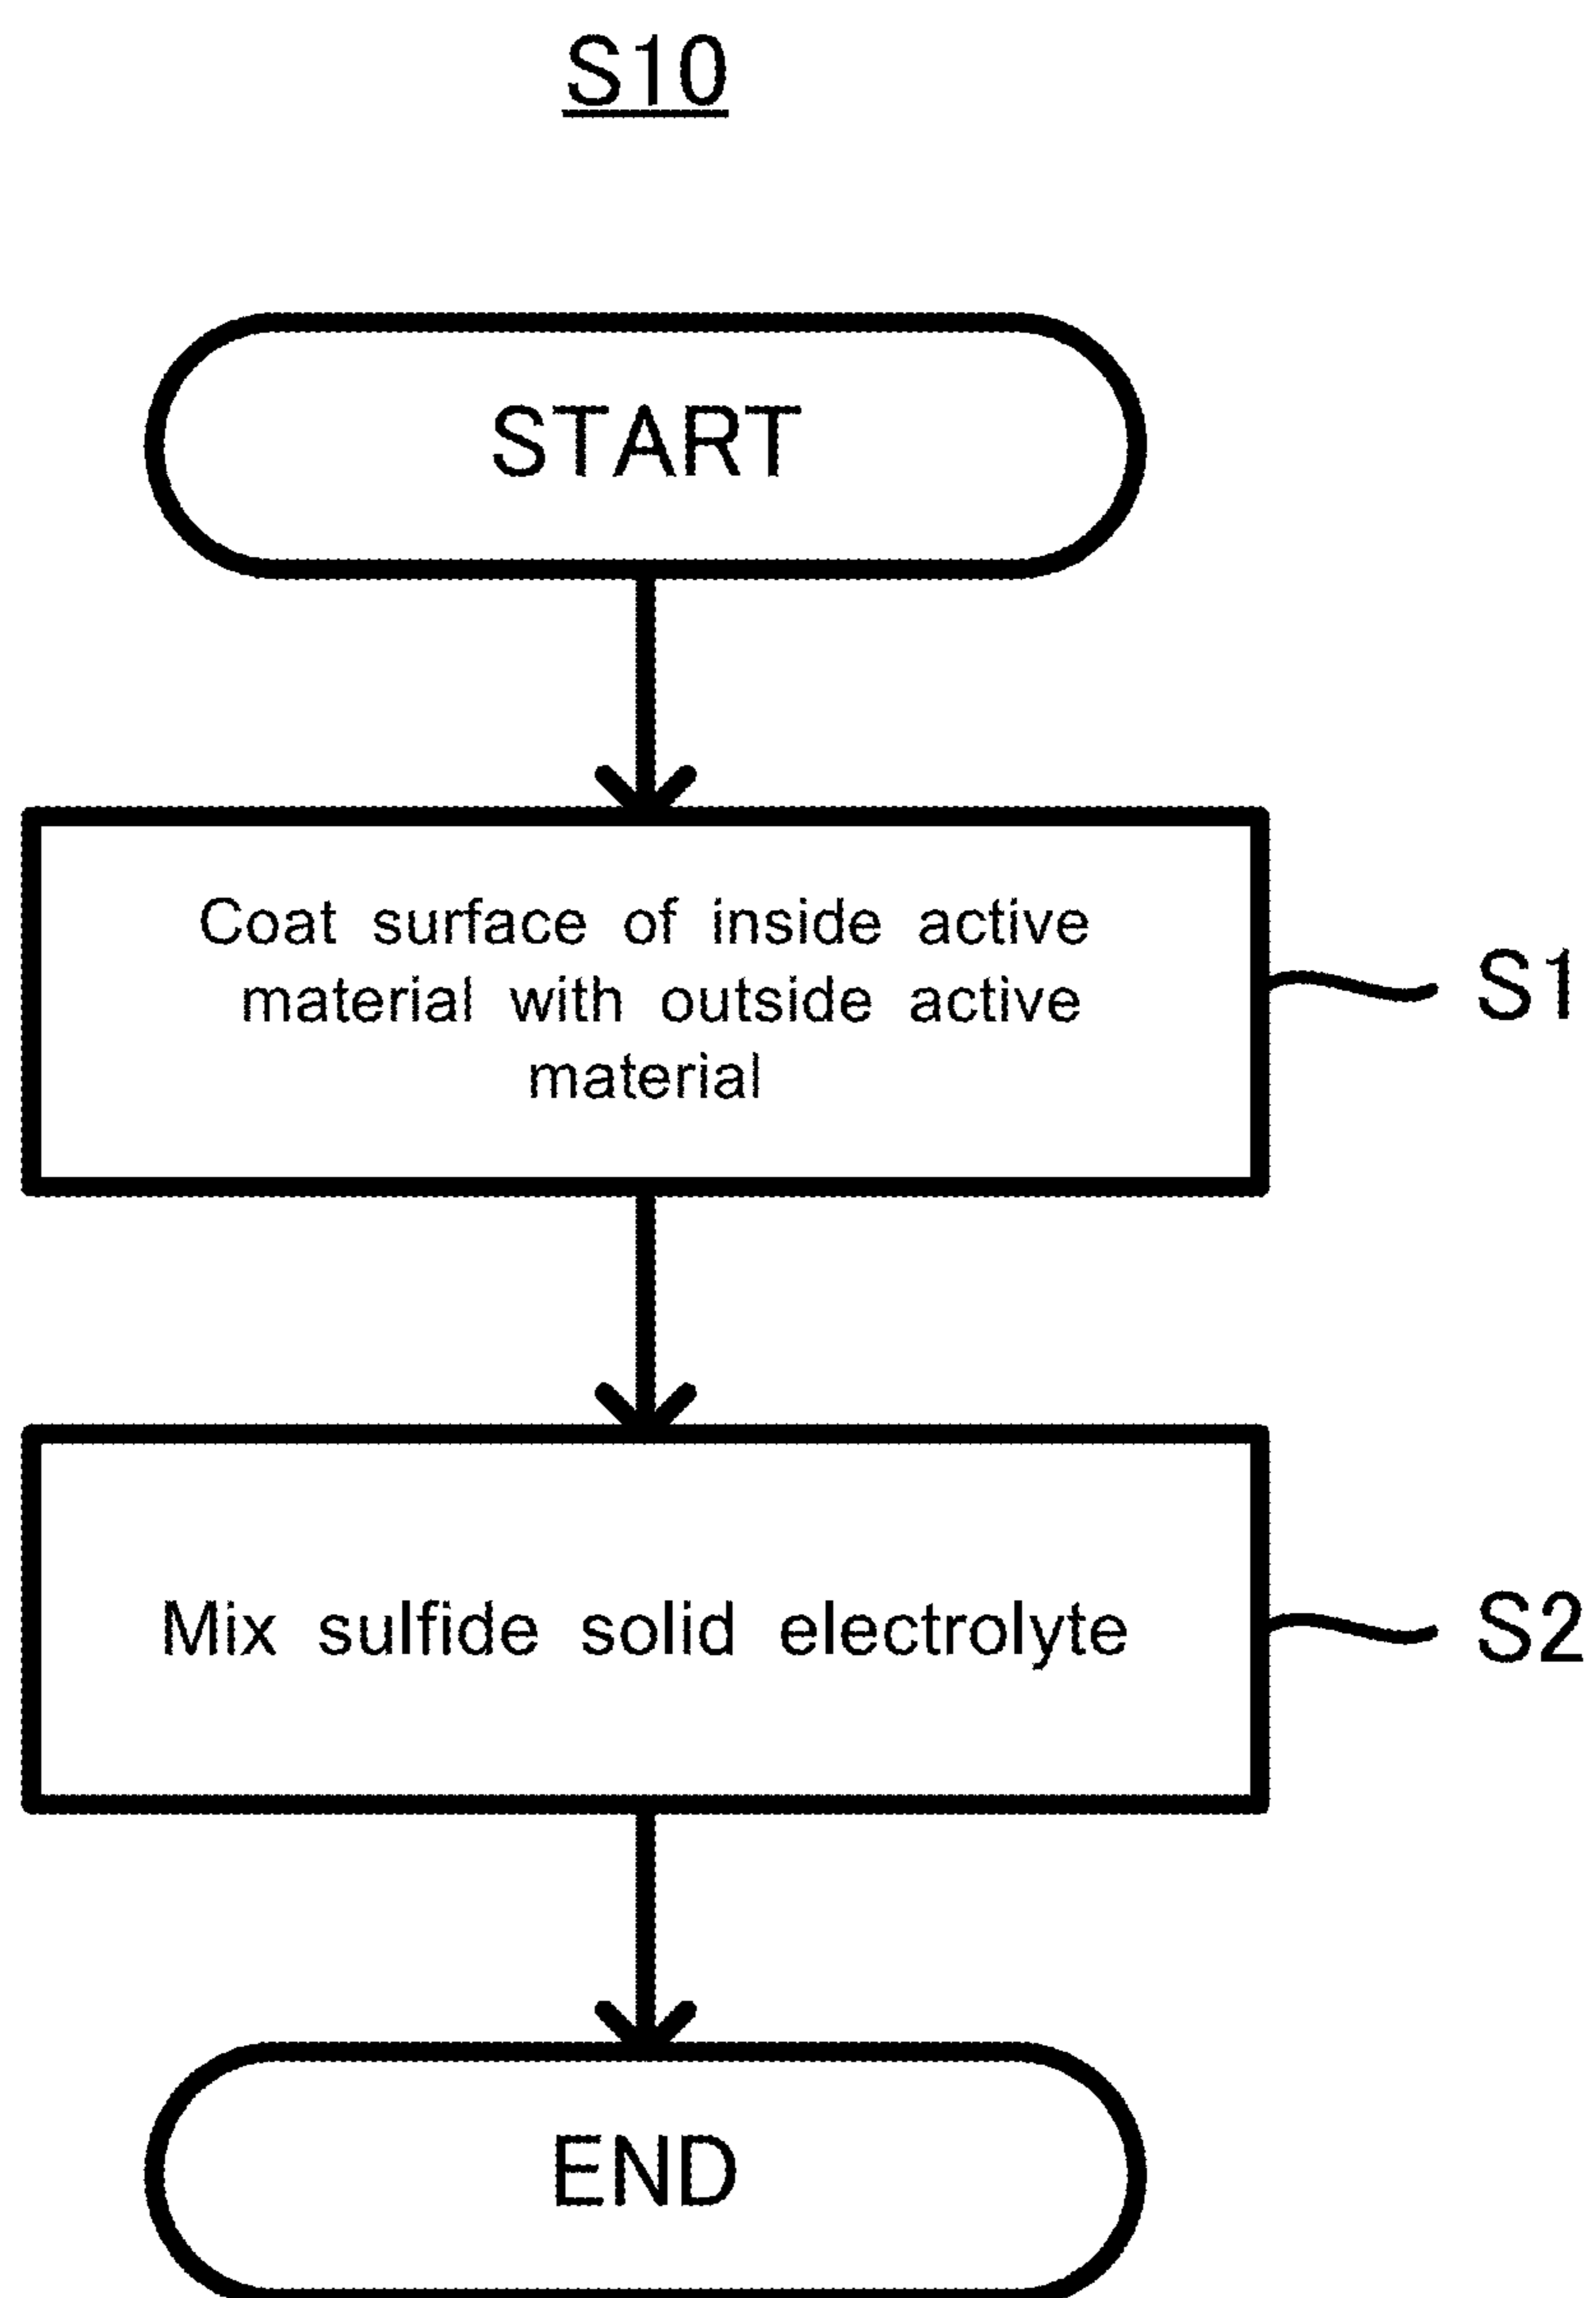 S10
START
Coat surface of inside active
material with outside active
material
S1
Mix sulfide solid electrolyte
S2
END